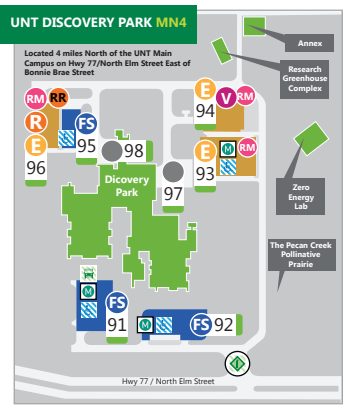 UNT DISCOVERY PARK MN4
Located 4 miles North of the UNT Main
Campus on Hwy 77/North Elm Street East of
Bonnie Brae Street
Annex
Research
Greenhouse
Complex
RM RR
R
E
96
FS
95
98
E
94
V RM
E
93
M
RM
97
Dicovery
Park
Zero
Energy
Lab
The Pecan Creek
Pollinative
Prairie
M
FS
91
M
FS 92
Hwy 77 / North Elm Street